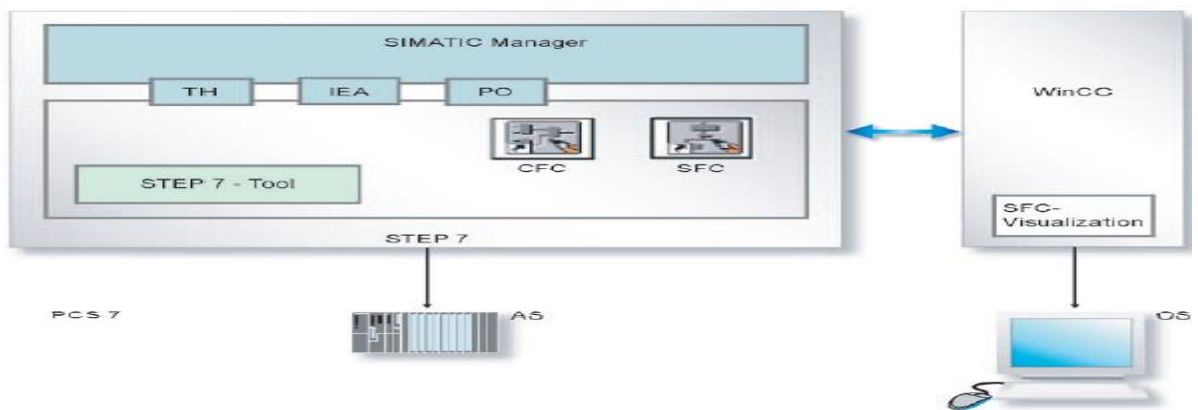 SIMATIC Manager
TH
IEA
PO
WinCC
CFC
SFC
STEP 7 - Tool
SFC-
Visualization
STEP 7
PCS 7
AS
OS